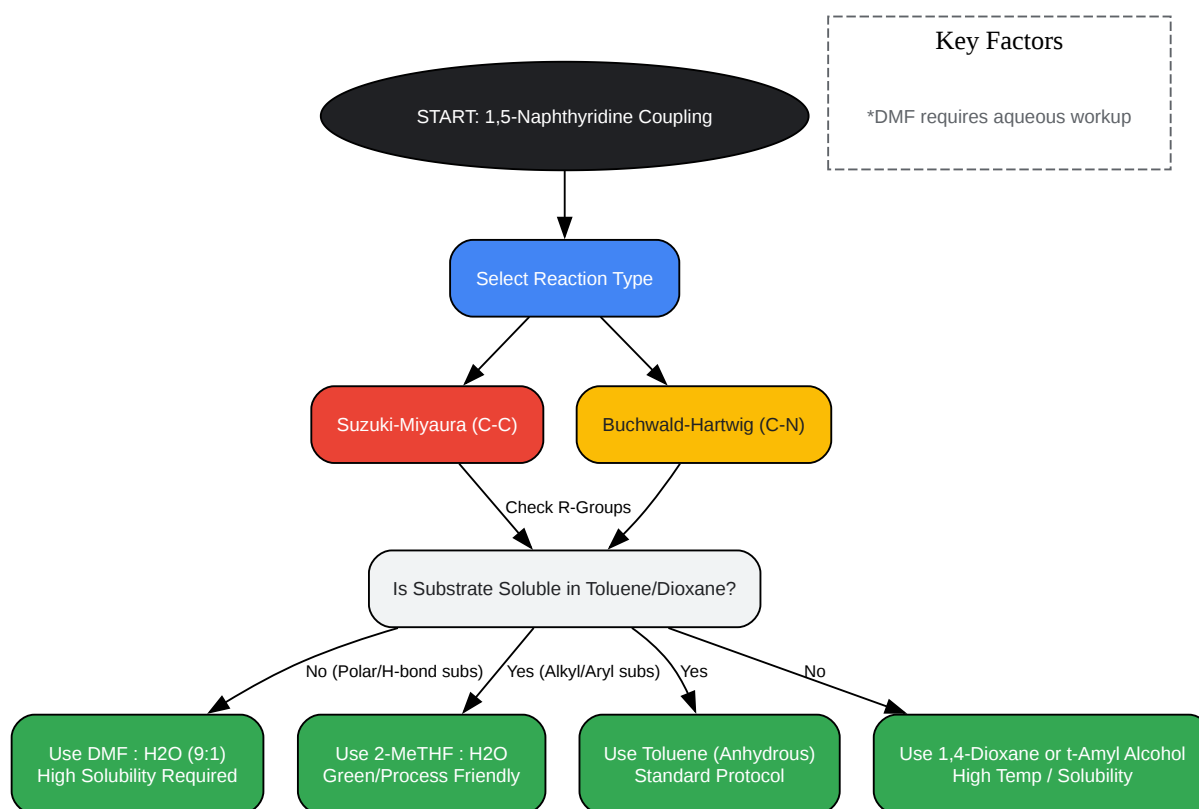 Key Factors
*DMF requires aqueous workup
START: 1,5-Naphthyridine Coupling
Select Reaction Type
Suzuki-Miyaura (C-C)
Buchwald-Hartwig (C-N)
Check R-Groups
Is Substrate Soluble in Toluene/Dioxane?
No (Polar/H-bond subs)
Yes (Alkyl/Aryl subs)
Yes
No
Use DMF : H2O (9:1)
High Solubility Required
Use 2-MeTHF : H2O
Green/Process Friendly
Use Toluene (Anhydrous)
Standard Protocol
Use 1,4-Dioxane or t-Amyl Alcohol
High Temp / Solubility